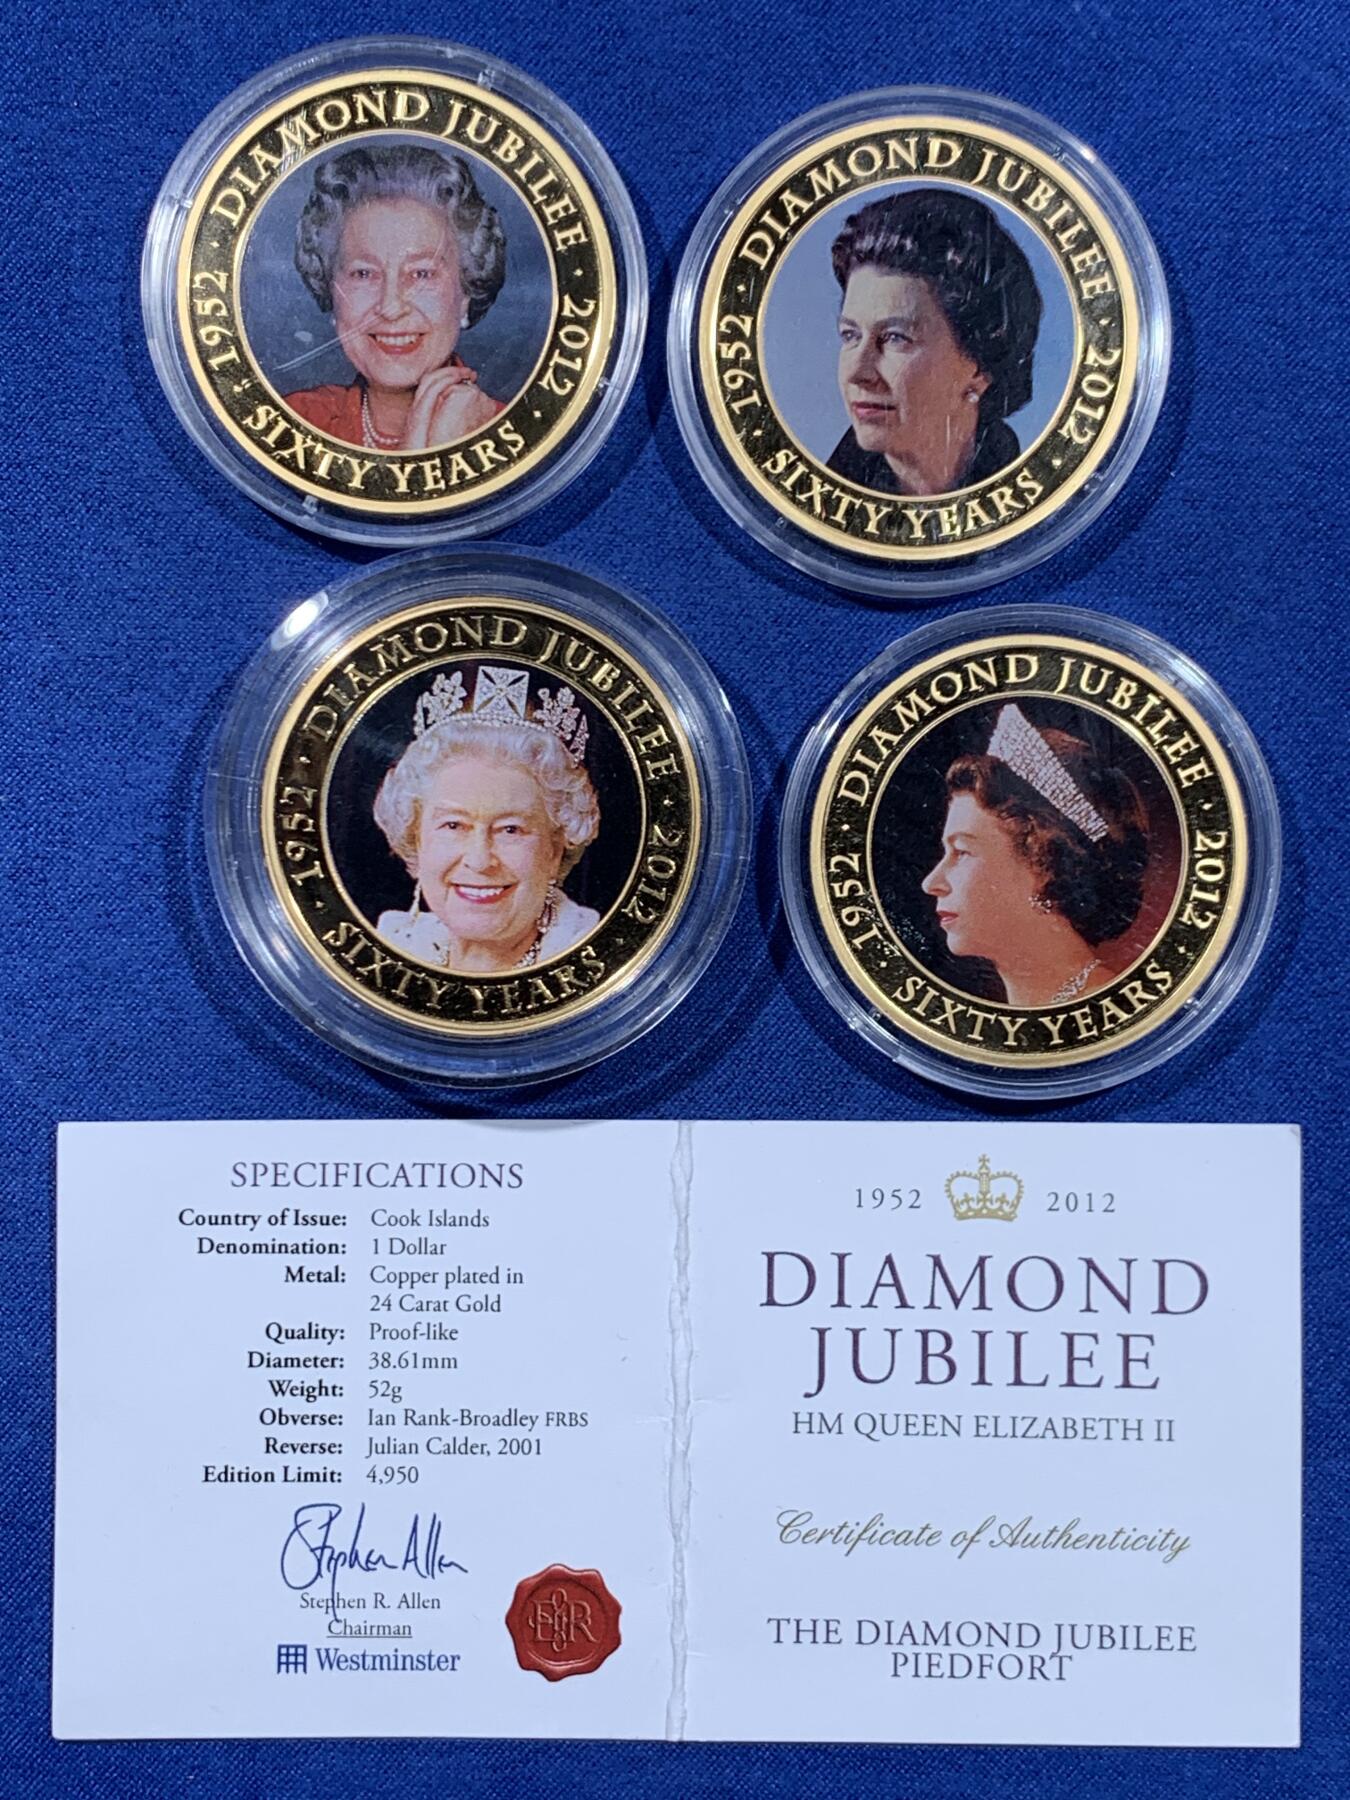 1952 · DIAMOND JUBILEE · 2012 · SIXTY YEARS ·
1952 · DIAMOND JUBILEE · 2012 · SIXTY YEARS ·
1952 · DIAMOND JUBILEE · 2012 · SIXTY YEARS ·
1952 · DIAMOND JUBILEE · 2012 · SIXTY YEARS ·
SPECIFICATIONS
Country of Issue: Cook Islands
Denomination: 1 Dollar
Metal: Copper plated in
24 Carat Gold
Quality: Proof-like
Diameter: 38.61mm
Weight: 52g
Obverse: Ian Rank-Broadley FRBS
Reverse: Julian Calder, 2001
Edition Limit: 4,950
Stephen Allen
Stephen R. Allen
Chairman
Westminster
EIIR
1952 2012
DIAMOND
JUBILEE
HM QUEEN ELIZABETH II
Certificate of Authenticity
THE DIAMOND JUBILEE
PIEDFORT